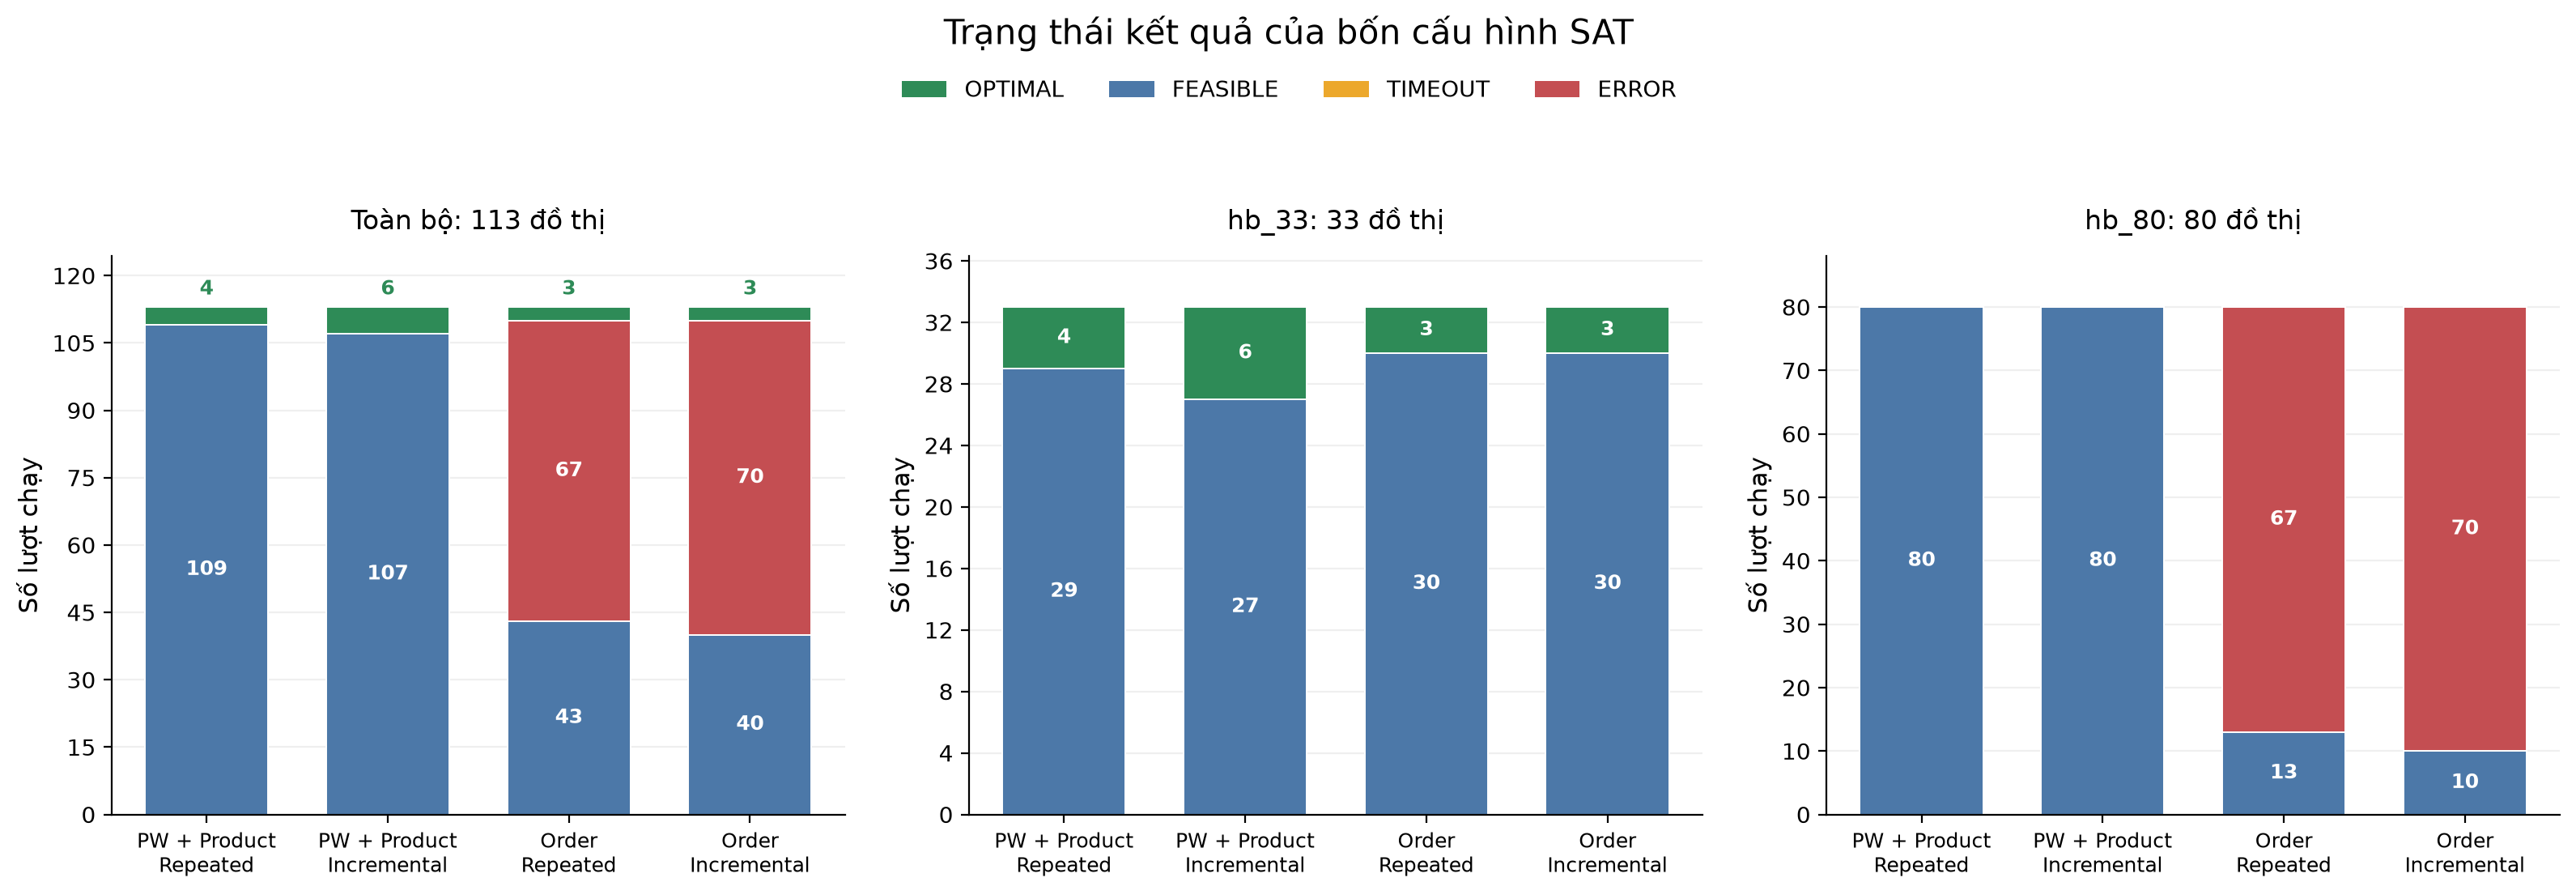 Trạng thái kết quả của bốn cấu hình SAT
OPTIMAL FEASIBLE TIMEOUT ERROR
Toàn bộ: 113 đồ thị
Số lượt chạy
120
105
90
75
60
45
30
15
0
4 6 3 3
109 107 67 70
43 40
PW + Product Repeated
PW + Product Incremental
Order Repeated
Order Incremental
hb_33: 33 đồ thị
Số lượt chạy
36
32
28
24
20
16
12
8
4
0
4 6 3 3
29 27 30 30
PW + Product Repeated
PW + Product Incremental
Order Repeated
Order Incremental
hb_80: 80 đồ thị
Số lượt chạy
80
70
60
50
40
30
20
10
0
80 80 67 70
13 10
PW + Product Repeated
PW + Product Incremental
Order Repeated
Order Incremental